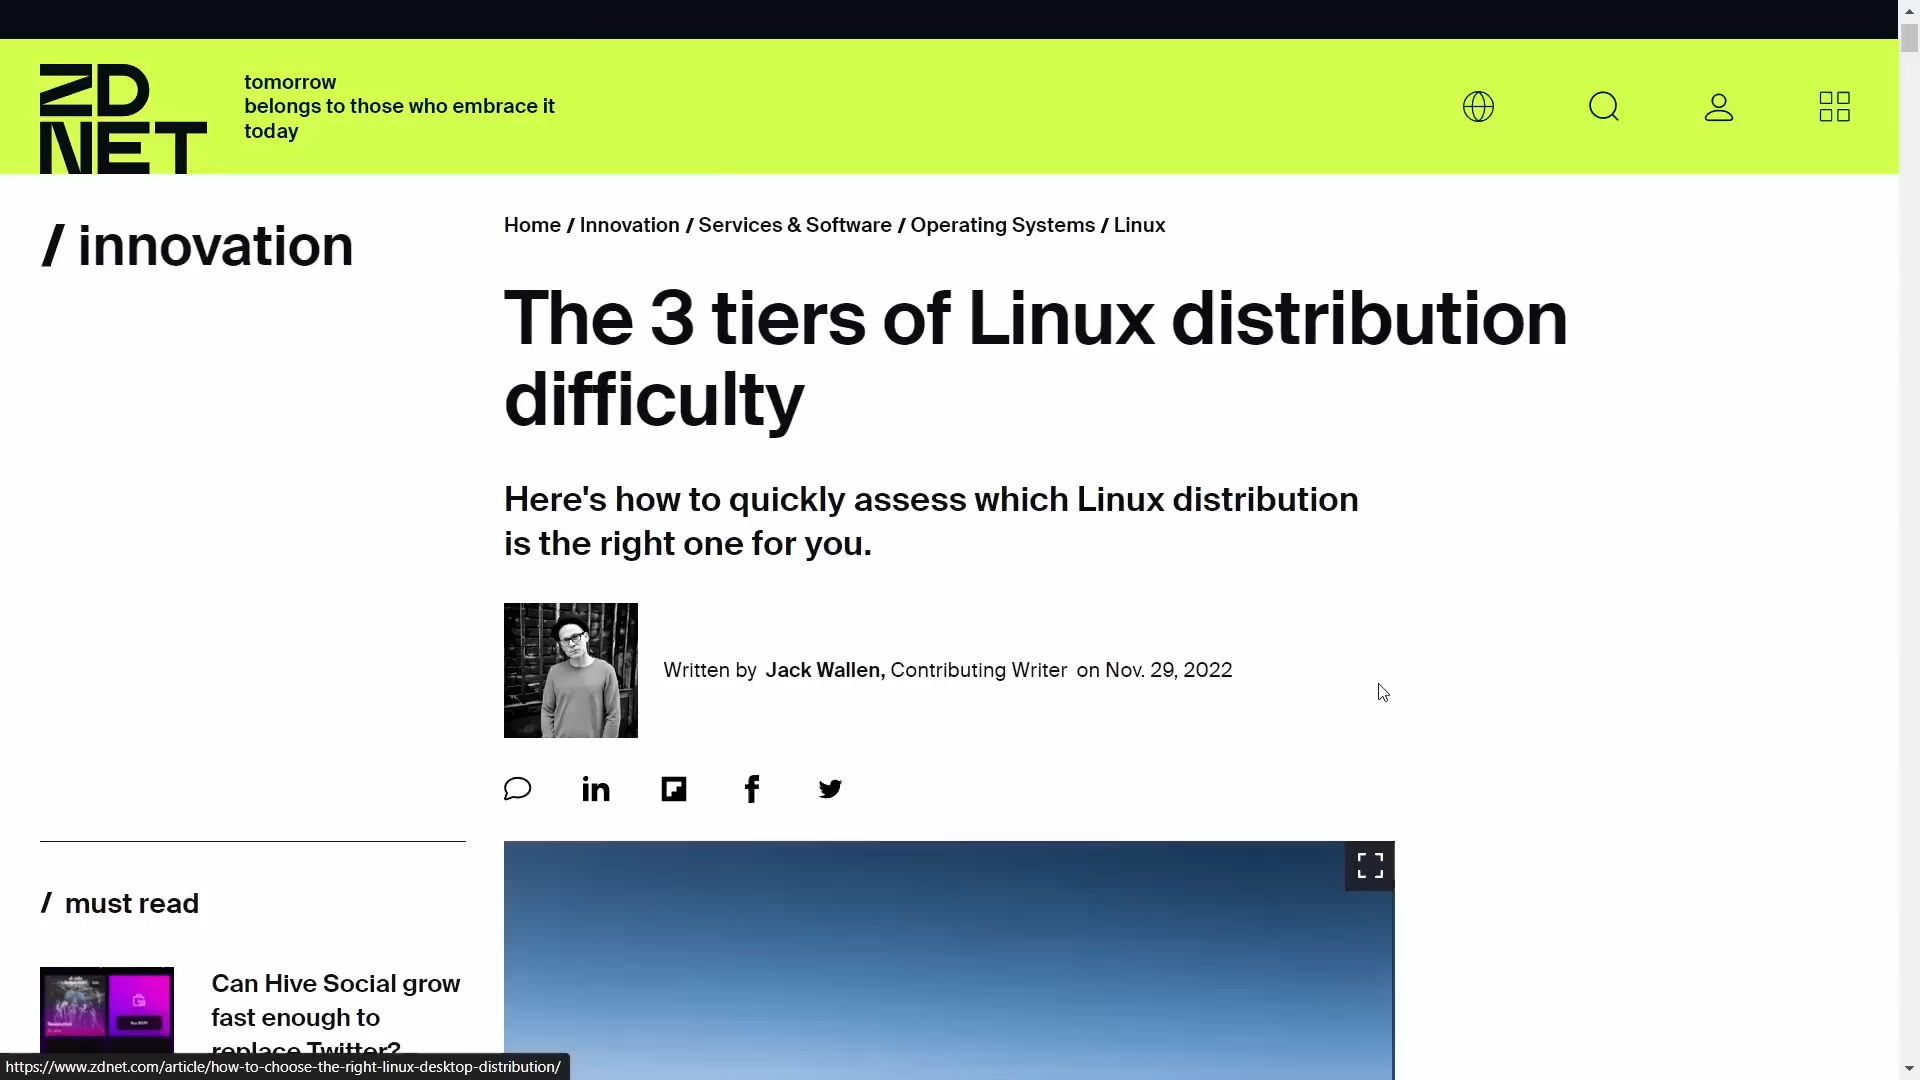 ZD
NET
tomorrow
belongs to those who embrace it
today
/ innovation
Home / Innovation / Services & Software / Operating Systems / Linux
The 3 tiers of Linux distribution
difficulty
Here's how to quickly assess which Linux distribution
is the right one for you.
Written by Jack Wallen, Contributing Writer on Nov. 29, 2022
/ must read
Can Hive Social grow
fast enough to
replace Twitter?
https://www.zdnet.com/article/how-to-choose-the-right-linux-desktop-distribution/